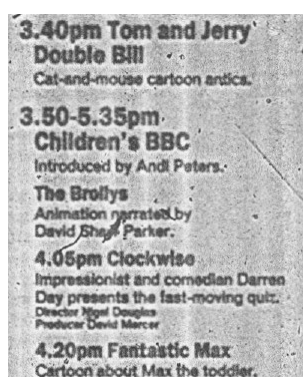 3.40pm Tom and Jerry
Double Bill
Cat-and-mouse cartoon antics.
3.50-5.35pm
Children's BBC
Introduced by Andi Peters.
The Brollys
Animation narrated by
David Shaw Parker.
4.05pm Clockwise
Impressionist and comedian Darren
Day presents the fast-moving quiz.
Director Nigel Douglas
Producer David Mercer
4.20pm Fantastic Max
Cartoon about Max the toddler.